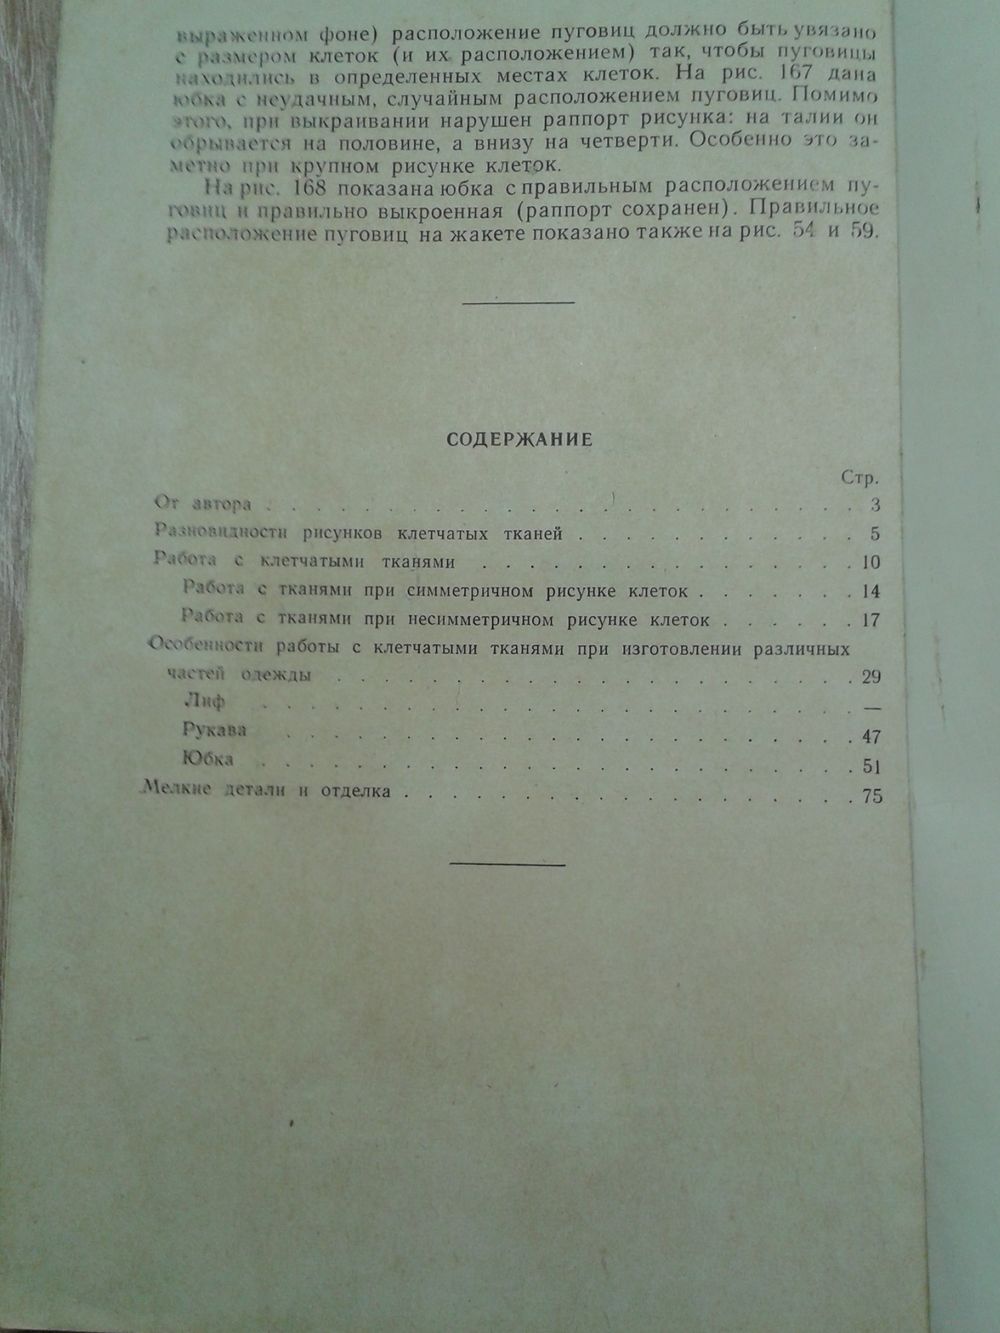 выраженном фоне) расположение пуговиц должно быть увязано
с размером клеток (и их расположением) так, чтобы пуговицы
находились в определенных местах клеток. На рис. 167 дана
юбка с неудачным, случайным расположением пуговиц. Помимо
этого, при выкраивании нарушен раппорт рисунка: на талии он
обрывается на половине, а внизу на четверти. Особенно это за-
метно при крупном рисунке клеток.
На рис. 168 показана юбка с правильным расположением пу-
говиц и правильно выкроенная (раппорт сохранен). Правильное
расположение пуговиц на жакете показано также на рис. 54 и 59.
СОДЕРЖАНИЕ
Стр.
От автора . . . . . . . . . . . . . . . . . . . . . . . . 3
Разновидности рисунков клетчатых тканей . . . . . . . . . . . . 5
Работа с клетчатыми тканями . . . . . . . . . . . . . . . . 10
Работа с тканями при симметричном рисунке клеток . . . . . . . 14
Работа с тканями при несимметричном рисунке клеток . . . . . . 17
Особенности работы с клетчатыми тканями при изготовлении различных
частей одежды . . . . . . . . . . . . . . . . . . . . . . 29
Лиф . . . . . . . . . . . . . . . . . . . . . . . . . —
Рукава . . . . . . . . . . . . . . . . . . . . . . . . 47
Юбка . . . . . . . . . . . . . . . . . . . . . . . . . 51
Мелкие детали и отделка . . . . . . . . . . . . . . . . . . . 75